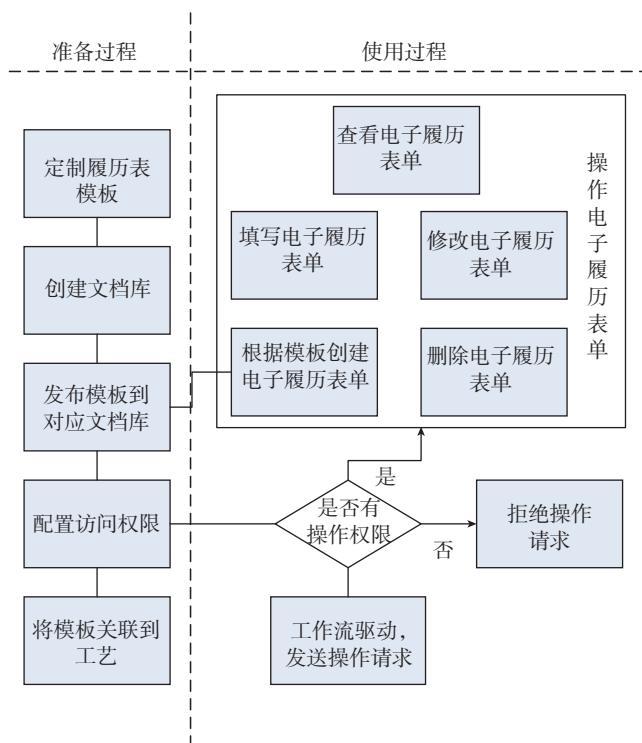 准备过程
使用过程
定制履历表
模板
创建文档库
发布模板到
对应文档库
配置访问权限
将模板关联到
工艺
查看电子履历
表单
填写电子履历
表单
修改电子履历
表单
根据模板创建
电子履历表单
删除电子履历
表单
操作电子履历表单
是
是否有
操作权限
否
拒绝操作
请求
工作流驱动，
发送操作请求